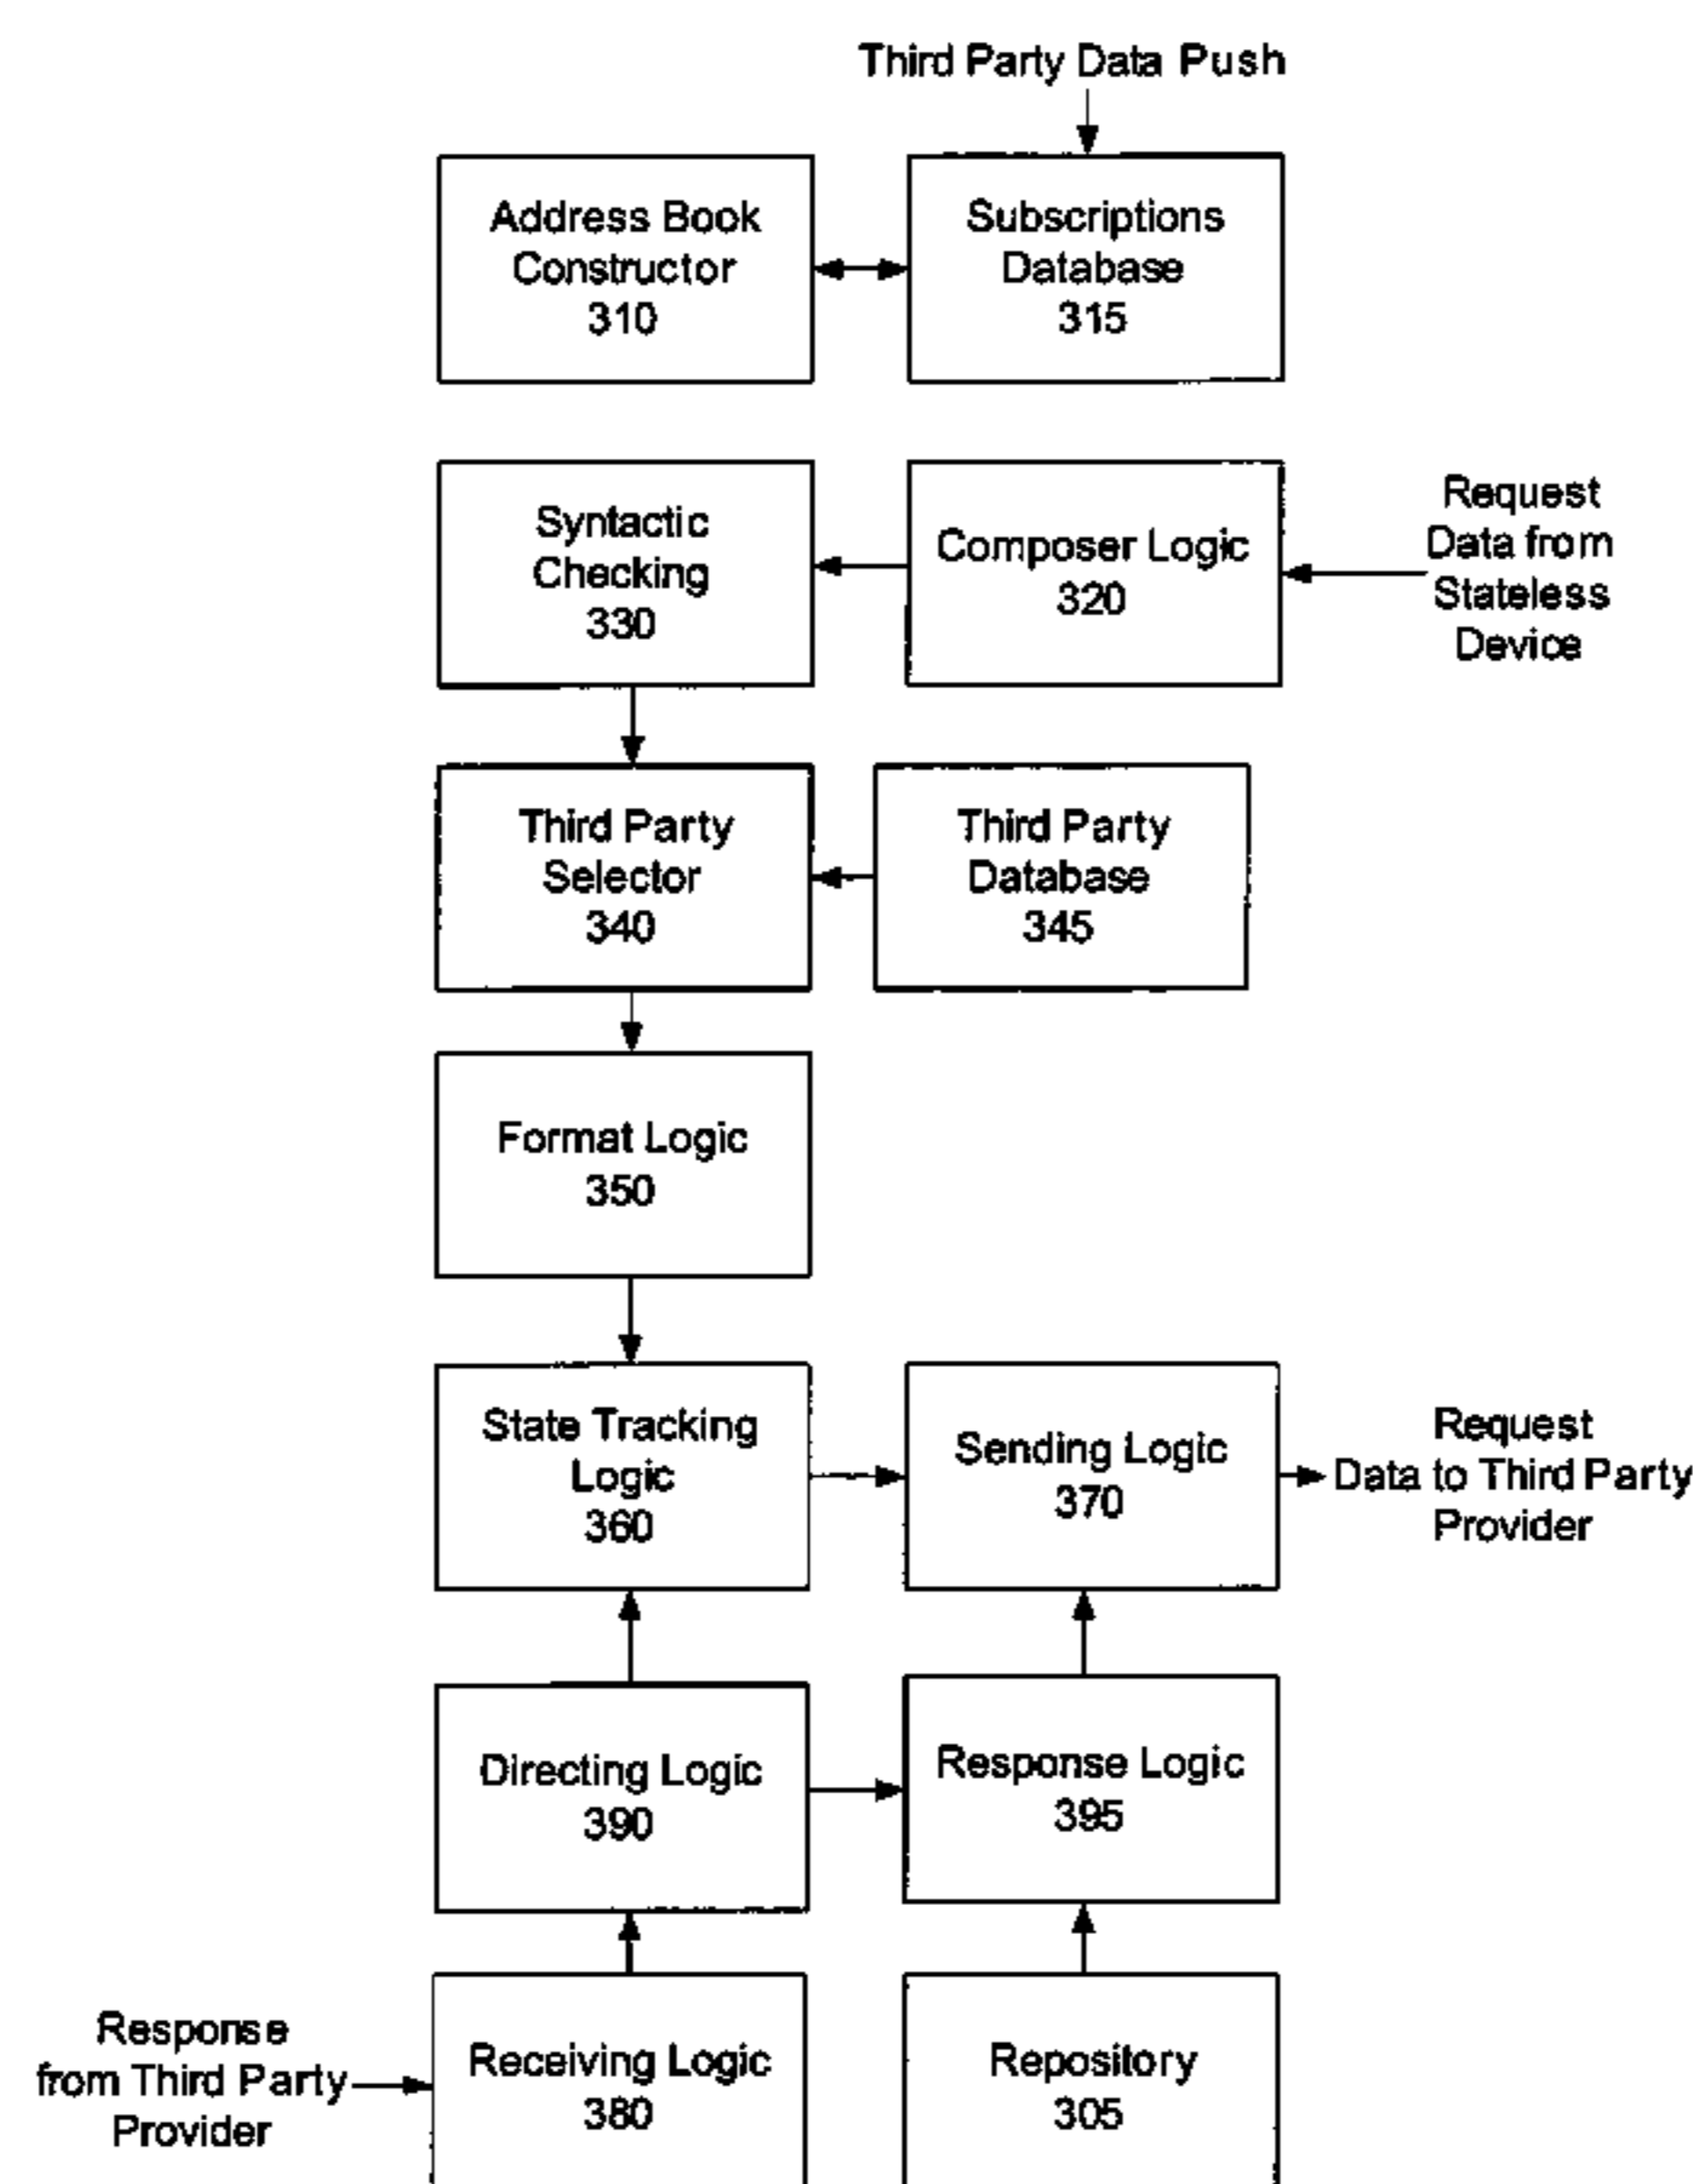 Third Party Data Push
Address Book
Constructor
310
Subscriptions
Database
315
Syntactic
Checking
330
Composer Logic
320
Request
Data from
Stateless
Device
Third Party
Selector
340
Third Party
Database
345
Format Logic
350
State Tracking
Logic
360
Sending Logic
370
Request
Data to Third Party
Provider
Directing Logic
390
Response Logic
395
Response
from Third Party
Provider
Receiving Logic
380
Repository
305